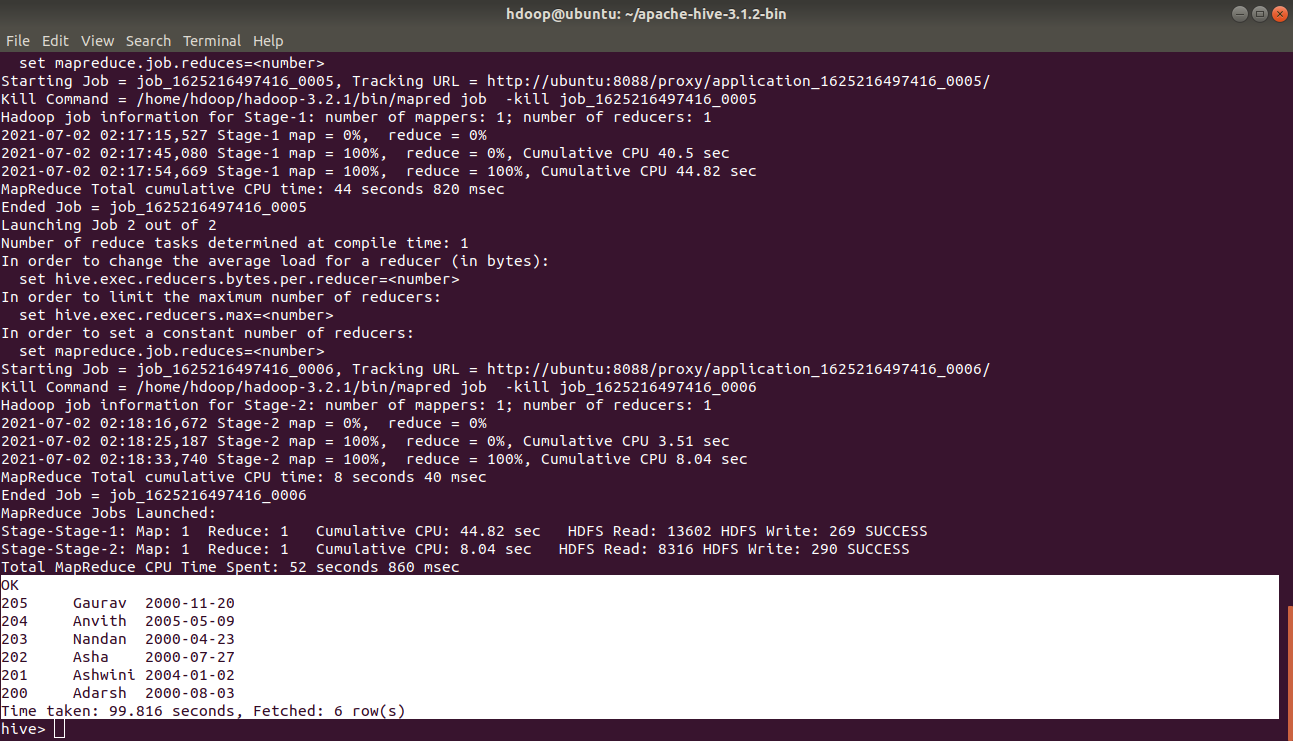 hdoop@ubuntu: ~/apache-hive-3.1.2-bin
File Edit View Search Terminal Help
  set mapreduce.job.reduces=<number>
Starting Job = job_1625216497416_0005, Tracking URL = http://ubuntu:8088/proxy/application_1625216497416_0005/
Kill Command = /home/hdoop/hadoop-3.2.1/bin/mapred job  -kill job_1625216497416_0005
Hadoop job information for Stage-1: number of mappers: 1; number of reducers: 1
2021-07-02 02:17:15,527 Stage-1 map = 0%,  reduce = 0%
2021-07-02 02:17:45,080 Stage-1 map = 100%,  reduce = 0%, Cumulative CPU 40.5 sec
2021-07-02 02:17:54,669 Stage-1 map = 100%,  reduce = 100%, Cumulative CPU 44.82 sec
MapReduce Total cumulative CPU time: 44 seconds 820 msec
Ended Job = job_1625216497416_0005
Launching Job 2 out of 2
Number of reduce tasks determined at compile time: 1
In order to change the average load for a reducer (in bytes):
  set hive.exec.reducers.bytes.per.reducer=<number>
In order to limit the maximum number of reducers:
  set hive.exec.reducers.max=<number>
In order to set a constant number of reducers:
  set mapreduce.job.reduces=<number>
Starting Job = job_1625216497416_0006, Tracking URL = http://ubuntu:8088/proxy/application_1625216497416_0006/
Kill Command = /home/hdoop/hadoop-3.2.1/bin/mapred job  -kill job_1625216497416_0006
Hadoop job information for Stage-2: number of mappers: 1; number of reducers: 1
2021-07-02 02:18:16,672 Stage-2 map = 0%,  reduce = 0%
2021-07-02 02:18:25,187 Stage-2 map = 100%,  reduce = 0%, Cumulative CPU 3.51 sec
2021-07-02 02:18:33,740 Stage-2 map = 100%,  reduce = 100%, Cumulative CPU 8.04 sec
MapReduce Total cumulative CPU time: 8 seconds 40 msec
Ended Job = job_1625216497416_0006
MapReduce Jobs Launched:
Stage-Stage-1: Map: 1  Reduce: 1   Cumulative CPU: 44.82 sec   HDFS Read: 13602 HDFS Write: 269 SUCCESS
Stage-Stage-2: Map: 1  Reduce: 1   Cumulative CPU: 8.04 sec   HDFS Read: 8316 HDFS Write: 290 SUCCESS
Total MapReduce CPU Time Spent: 52 seconds 860 msec
OK
205     Gaurav  2000-11-20
204     Anvith  2005-05-09
203     Nandan  2000-04-23
202     Asha    2000-07-27
201     Ashwini 2004-01-02
200     Adarsh  2000-08-03
Time taken: 99.816 seconds, Fetched: 6 row(s)
hive>